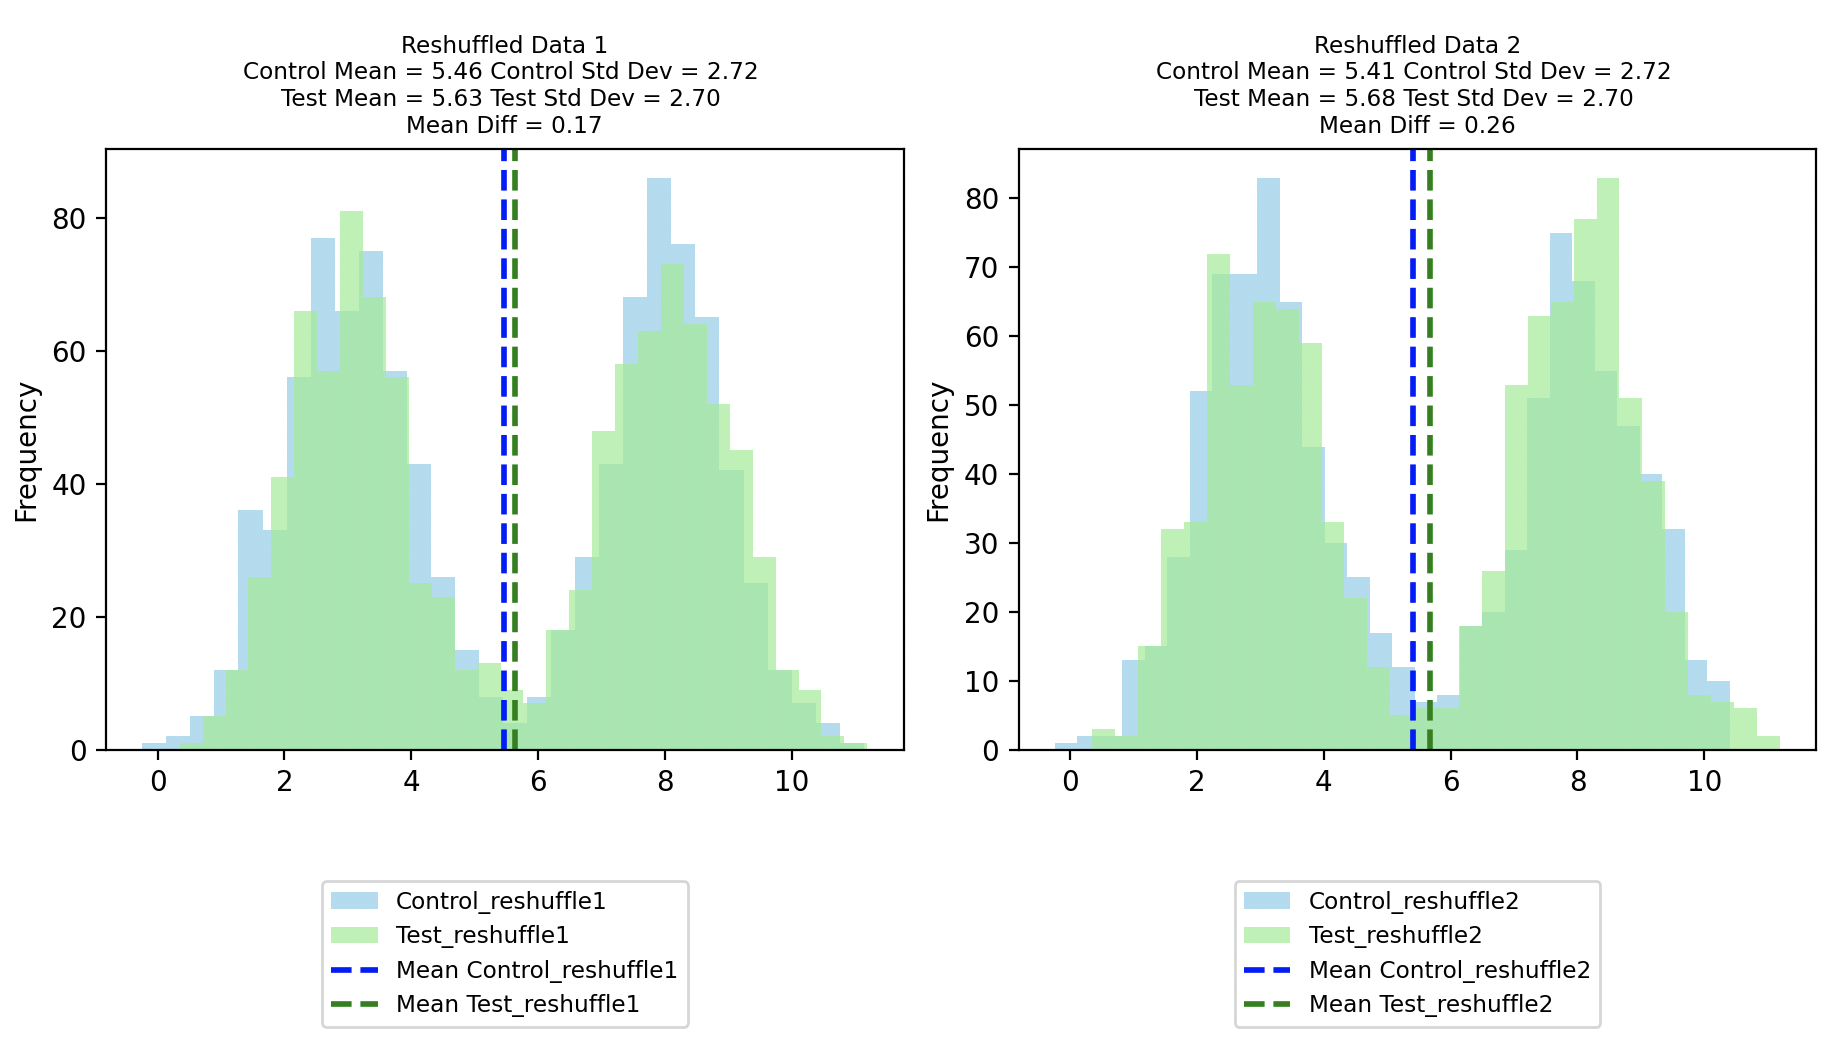 Reshuffled Data 1
Control Mean = 5.46 Control Std Dev = 2.72
Test Mean = 5.63 Test Std Dev = 2.70
Mean Diff = 0.17
Frequency
80
60
40
20
0
0 2 4 6 8 10
Control_reshuffle1
Test_reshuffle1
Mean Control_reshuffle1
Mean Test_reshuffle1
Reshuffled Data 2
Control Mean = 5.41 Control Std Dev = 2.72
Test Mean = 5.68 Test Std Dev = 2.70
Mean Diff = 0.26
Frequency
80
70
60
50
40
30
20
10
0
0 2 4 6 8 10
Control_reshuffle2
Test_reshuffle2
Mean Control_reshuffle2
Mean Test_reshuffle2